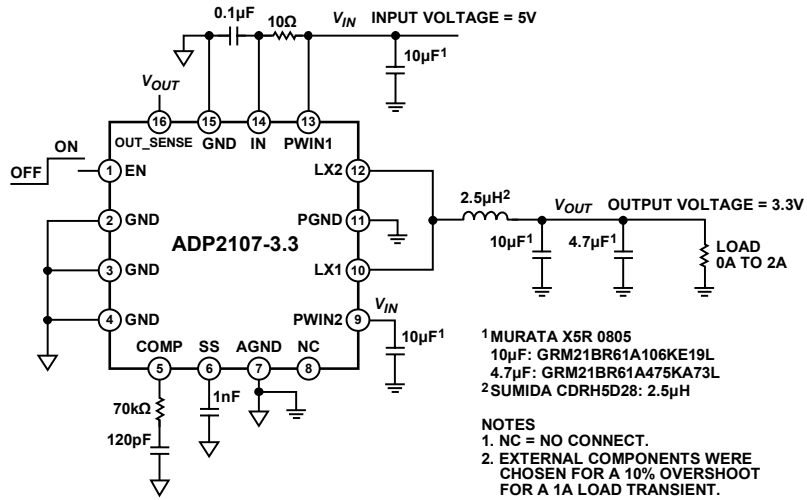 0.1µF
10Ω
VIN
INPUT VOLTAGE = 5V
10µF1
VOUT
16
15
14
13
OUT_SENSE
GND
IN
PWIN1
ON
OFF
1
EN
LX2
12
2
GND
PGND
11
ADP2107-3.3
3
GND
LX1
10
4
GND
PWIN2
9
VIN
10µF1
2.5µH2
VOUT
OUTPUT VOLTAGE = 3.3V
10µF1
4.7µF1
LOAD
0A TO 2A
COMP
SS
AGND
NC
5
6
7
8
70kΩ
120pF
1nF
1 MURATA X5R 0805
10µF: GRM21BR61A106KE19L
4.7µF: GRM21BR61A475KA73L
2 SUMIDA CDRH5D28: 2.5µH
NOTES
1. NC = NO CONNECT.
2. EXTERNAL COMPONENTS WERE
CHOSEN FOR A 10% OVERSHOOT
FOR A 1A LOAD TRANSIENT.